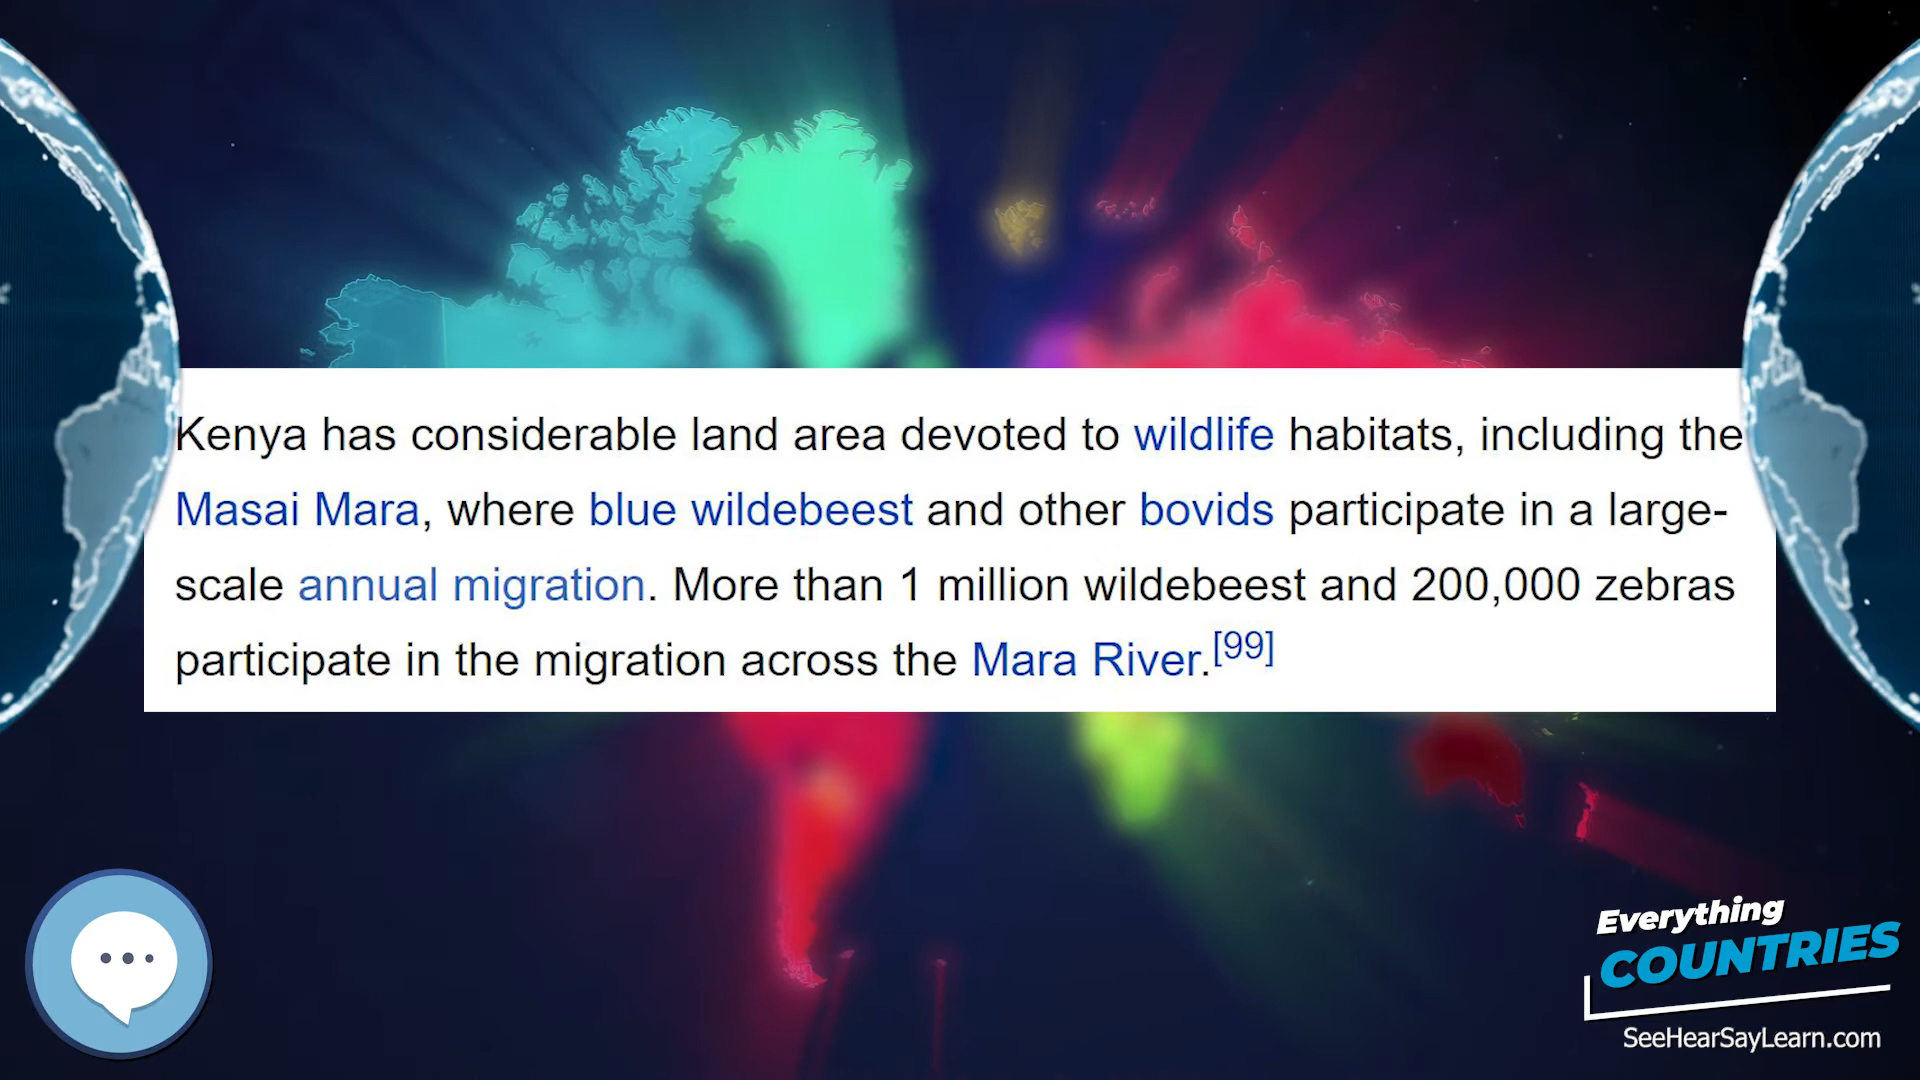 Kenya has considerable land area devoted to wildlife habitats, including the
Masai Mara, where blue wildebeest and other bovids participate in a large-
scale annual migration. More than 1 million wildebeest and 200,000 zebras
participate in the migration across the Mara River.[99]
Everything
COUNTRIES
SeeHearSayLearn.com